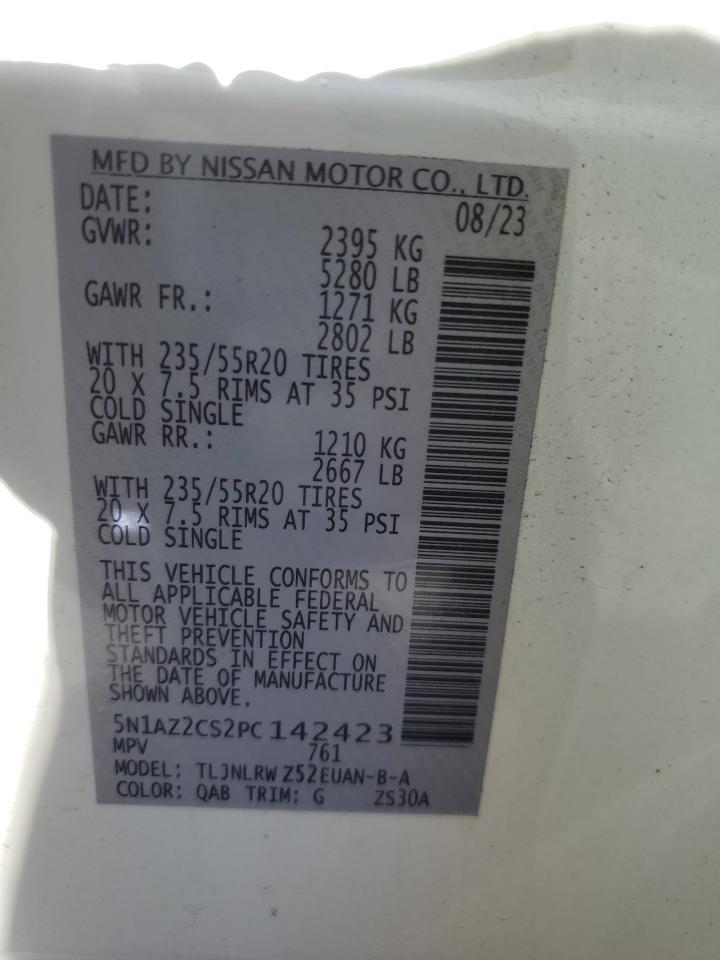 MFD BY NISSAN MOTOR CO., LTD.
DATE: 08/23
GVWR: 2395 KG
5280 LB
GAWR FR.: 1271 KG
2802 LB
WITH 235/55R20 TIRES
20 X 7.5 RIMS AT 35 PSI
COLD SINGLE
GAWR RR.: 1210 KG
2667 LB
WITH 235/55R20 TIRES
20 X 7.5 RIMS AT 35 PSI
COLD SINGLE
THIS VEHICLE CONFORMS TO
ALL APPLICABLE FEDERAL
MOTOR VEHICLE SAFETY AND
THEFT PREVENTION
STANDARDS IN EFFECT ON
THE DATE OF MANUFACTURE
SHOWN ABOVE.
5N1AZ2CS2PC142423
MPV 761
MODEL: TLJNLRWZ52EUAN-B-A
COLOR: QAB TRIM: G ZS30A